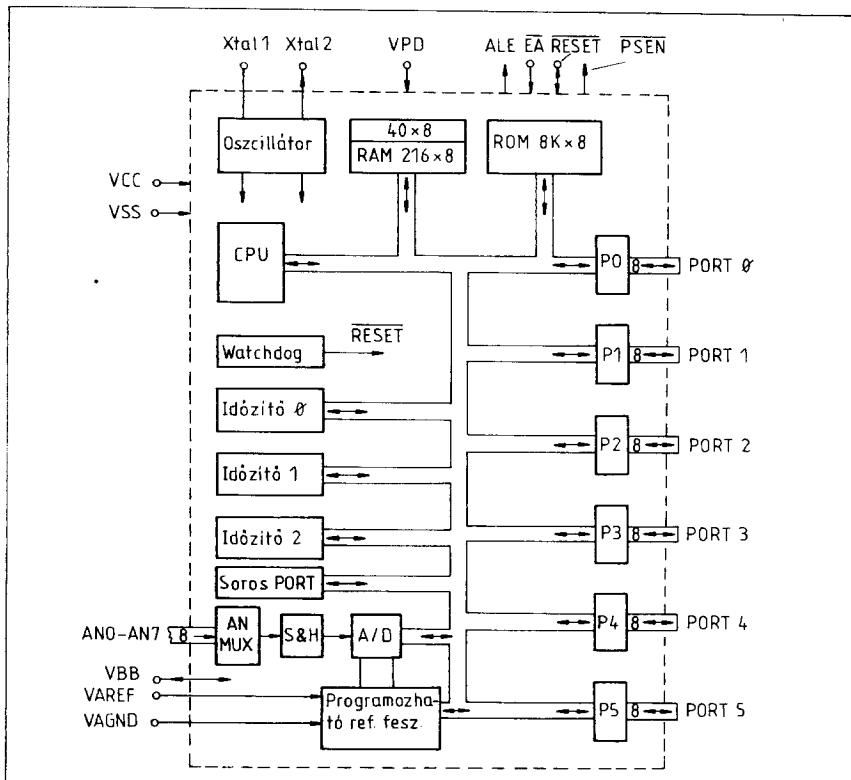 Xtal1 Xtal2 VPD ALE EA RESET PSEN
Oszcillátor
40×8
RAM 216×8
ROM 8K×8
VCC
VSS
CPU
P0 8 PORT 0
Watchdog RESET
P1 8 PORT 1
Időzítő 0
P2 8 PORT 2
Időzítő 1
Időzítő 2
P3 8 PORT 3
Soros PORT
AN0-AN7 8 AN MUX S&H A/D
P4 8 PORT 4
VBB
VAREF
VAGND
Programozha-
tó ref. fesz.
P5 8 PORT 5